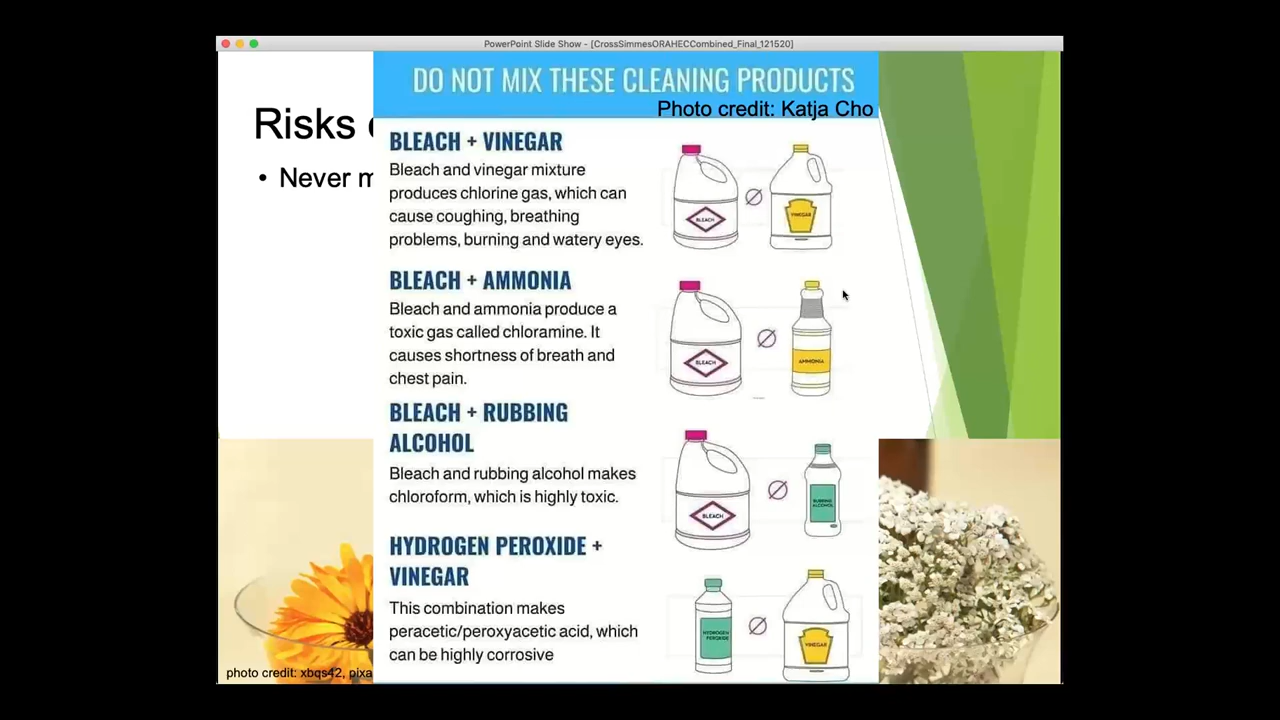 PowerPoint Slide Show - [CrossSimmesORAHECCombined_Final_121520]
DO NOT MIX THESE CLEANING PRODUCTS
Photo credit: Katja Cho
Risks
• Never m
BLEACH + VINEGAR
Bleach and vinegar mixture
produces chlorine gas, which can
cause coughing, breathing
problems, burning and watery eyes.
BLEACH
VINEGAR
BLEACH + AMMONIA
Bleach and ammonia produce a
toxic gas called chloramine. It
causes shortness of breath and
chest pain.
BLEACH
AMMONIA
BLEACH + RUBBING
ALCOHOL
Bleach and rubbing alcohol makes
chloroform, which is highly toxic.
BLEACH
RUBBING
ALCOHOL
HYDROGEN PEROXIDE +
VINEGAR
This combination makes
peracetic/peroxyacetic acid, which
can be highly corrosive
HYDROGEN
PEROXIDE
VINEGAR
photo credit: xbqs42, pixa